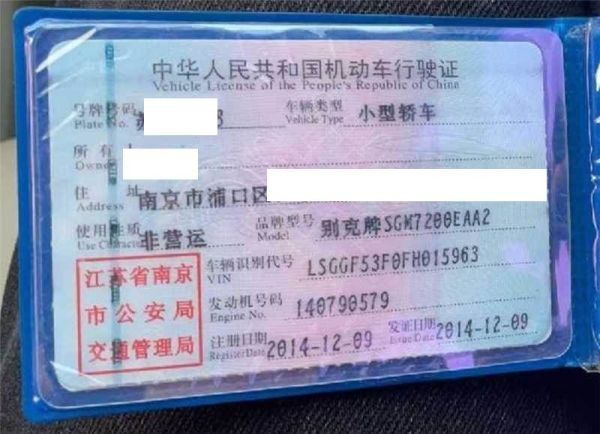 中华人民共和国机动车行驶证
Vehicle License of the People's Republic of China
号牌号码 苏
Plate No.
车辆类型 小型轿车
Vehicle Type
所有人
Owner
住址 南京市浦口区
Address
使用性质 非营运
Use Character
品牌型号 别克牌SGM7200EAA2
Model
车辆识别代号 LSGGF53F0FH015963
VIN
发动机号码 140790579
Engine No.
注册日期 2014-12-09
Register Date
发证日期 2014-12-09
Issue Date
江苏省南京
市公安局
交通管理局